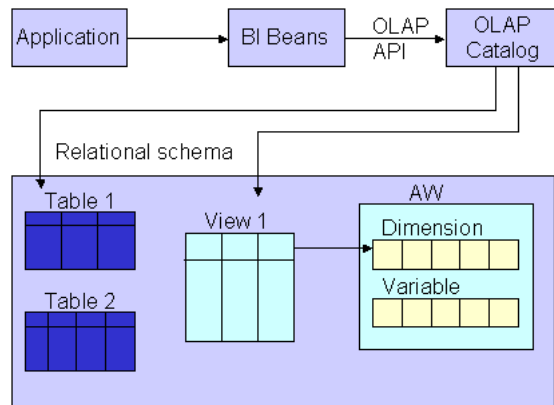 Application
BI Beans
OLAP
API
OLAP
Catalog
Relational schema
Table 1
View 1
AW
Dimension
Variable
Table 2